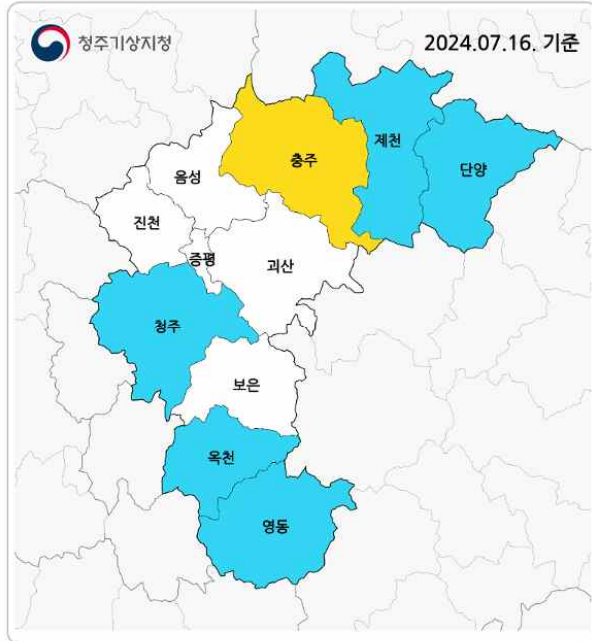 청주기상지청
2024.07.16. 기준
제천
충주
단양
음성
진천
증평
괴산
청주
보은
옥천
영동